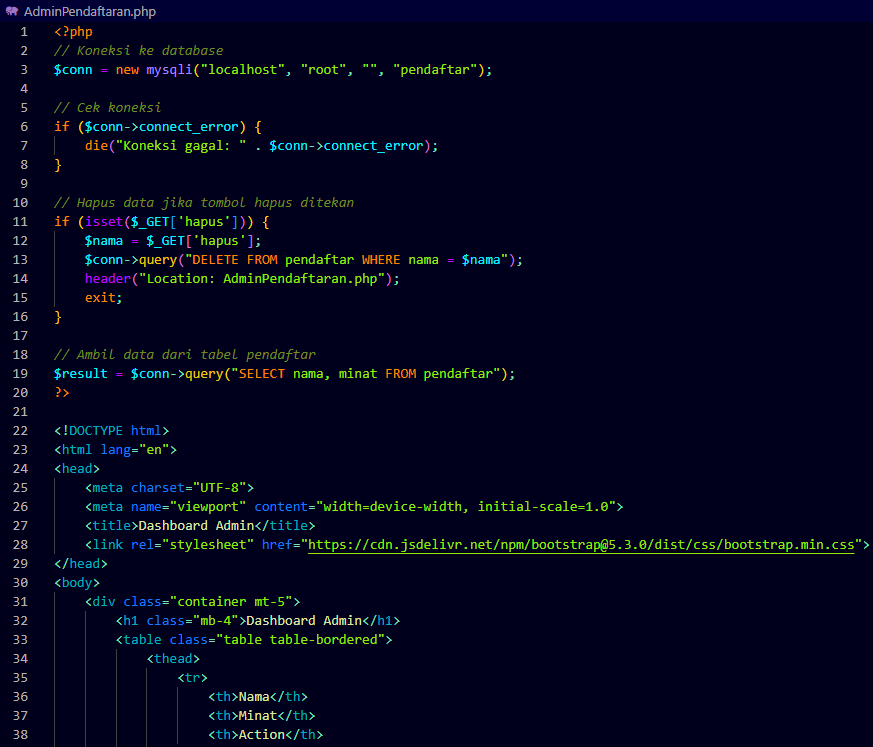 AdminPendaftaran.php
1 <?php
2 // Koneksi ke database
3 $conn = new mysqli("localhost", "root", "", "pendaftar");
4
5 // Cek koneksi
6 if ($conn->connect_error) {
7     die("Koneksi gagal: " . $conn->connect_error);
8 }
9
10 // Hapus data jika tombol hapus ditekan
11 if (isset($_GET['hapus'])) {
12     $nama = $_GET['hapus'];
13     $conn->query("DELETE FROM pendaftar WHERE nama = $nama");
14     header("Location: AdminPendaftaran.php");
15     exit;
16 }
17
18 // Ambil data dari tabel pendaftar
19 $result = $conn->query("SELECT nama, minat FROM pendaftar");
20 ?>
21
22 <!DOCTYPE html>
23 <html lang="en">
24 <head>
25     <meta charset="UTF-8">
26     <meta name="viewport" content="width=device-width, initial-scale=1.0">
27     <title>Dashboard Admin</title>
28     <link rel="stylesheet" href="https://cdn.jsdelivr.net/npm/bootstrap@5.3.0/dist/css/bootstrap.min.css">
29 </head>
30 <body>
31     <div class="container mt-5">
32         <h1 class="mb-4">Dashboard Admin</h1>
33         <table class="table table-bordered">
34             <thead>
35                 <tr>
36                     <th>Nama</th>
37                     <th>Minat</th>
38                     <th>Action</th>